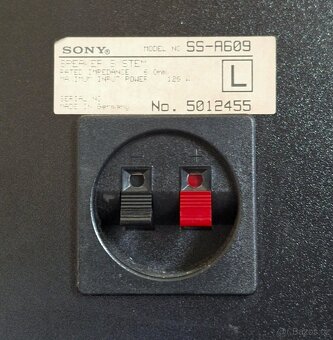 SONY® MODEL NO. SS-A609
SPEAKER SYSTEM
RATED IMPEDANCE 6 OHMS
MAXIMUM INPUT POWER 125 W
L
SERIAL NO.
MADE IN Germany
No. 5012455